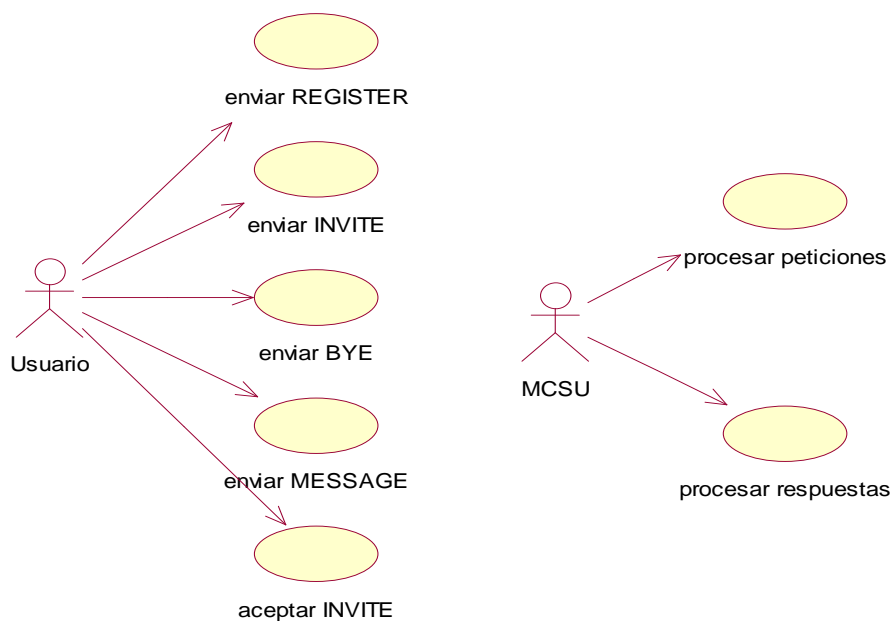 enviar REGISTER
enviar INVITE
enviar BYE
Usuario
enviar MESSAGE
aceptar INVITE
procesar peticiones
MCSU
procesar respuestas